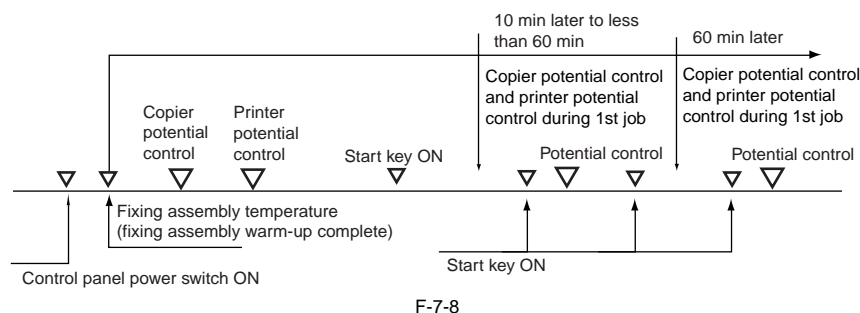 10 min later to less
than 60 min
60 min later
Copier potential control
and printer potential
control during 1st job
Copier potential control
and printer potential
control during 1st job
Copier
potential
control
Printer
potential
control
Start key ON
Potential control
Potential control
Fixing assembly temperature
(fixing assembly warm-up complete)
Control panel power switch ON
Start key ON
F-7-8